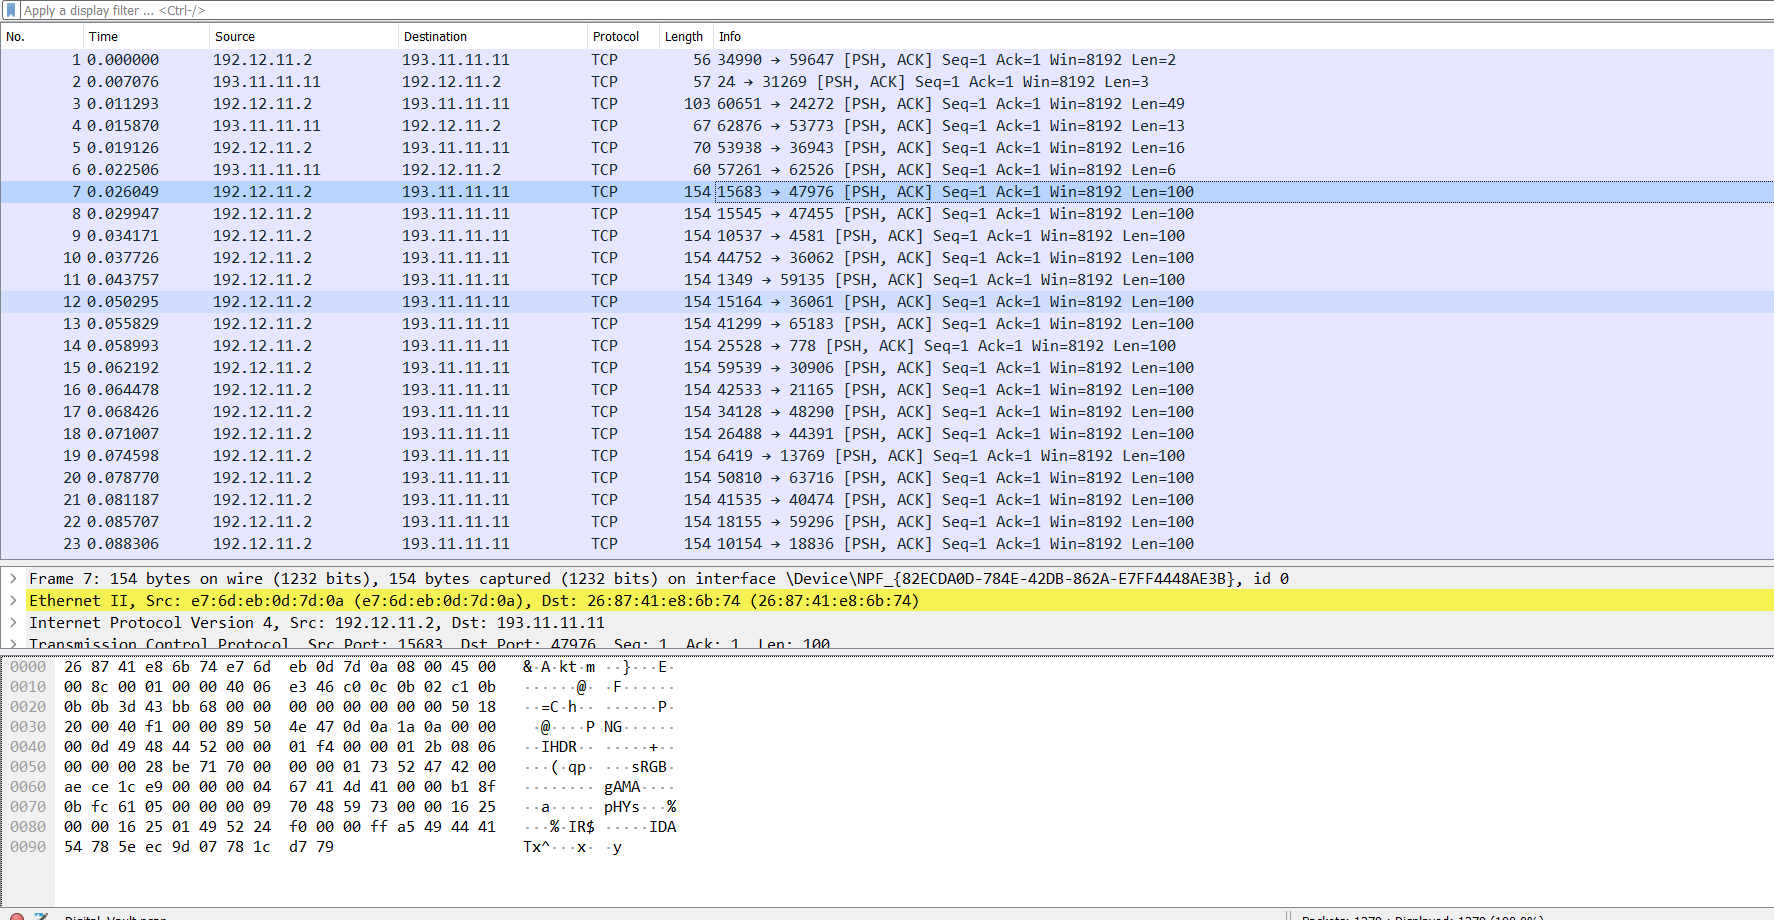 Apply a display filter ... <Ctrl-/>
No. Time Source Destination Protocol Length Info
1 0.000000 192.12.11.2 193.11.11.11 TCP 56 34990 → 59647 [PSH, ACK] Seq=1 Ack=1 Win=8192 Len=2
2 0.007076 193.11.11.11 192.12.11.2 TCP 57 24 → 31269 [PSH, ACK] Seq=1 Ack=1 Win=8192 Len=3
3 0.011293 192.12.11.2 193.11.11.11 TCP 103 60651 → 24272 [PSH, ACK] Seq=1 Ack=1 Win=8192 Len=49
4 0.015870 193.11.11.11 192.12.11.2 TCP 67 62876 → 53773 [PSH, ACK] Seq=1 Ack=1 Win=8192 Len=13
5 0.019126 192.12.11.2 193.11.11.11 TCP 70 53938 → 36943 [PSH, ACK] Seq=1 Ack=1 Win=8192 Len=16
6 0.022506 193.11.11.11 192.12.11.2 TCP 60 57261 → 62526 [PSH, ACK] Seq=1 Ack=1 Win=8192 Len=6
7 0.026049 192.12.11.2 193.11.11.11 TCP 154 15683 → 47976 [PSH, ACK] Seq=1 Ack=1 Win=8192 Len=100
8 0.029947 192.12.11.2 193.11.11.11 TCP 154 15545 → 47455 [PSH, ACK] Seq=1 Ack=1 Win=8192 Len=100
9 0.034171 192.12.11.2 193.11.11.11 TCP 154 10537 → 4581 [PSH, ACK] Seq=1 Ack=1 Win=8192 Len=100
10 0.037726 192.12.11.2 193.11.11.11 TCP 154 44752 → 36062 [PSH, ACK] Seq=1 Ack=1 Win=8192 Len=100
11 0.043757 192.12.11.2 193.11.11.11 TCP 154 1349 → 59135 [PSH, ACK] Seq=1 Ack=1 Win=8192 Len=100
12 0.050295 192.12.11.2 193.11.11.11 TCP 154 15164 → 36061 [PSH, ACK] Seq=1 Ack=1 Win=8192 Len=100
13 0.055829 192.12.11.2 193.11.11.11 TCP 154 41299 → 65183 [PSH, ACK] Seq=1 Ack=1 Win=8192 Len=100
14 0.058993 192.12.11.2 193.11.11.11 TCP 154 25528 → 778 [PSH, ACK] Seq=1 Ack=1 Win=8192 Len=100
15 0.062192 192.12.11.2 193.11.11.11 TCP 154 59539 → 30906 [PSH, ACK] Seq=1 Ack=1 Win=8192 Len=100
16 0.064478 192.12.11.2 193.11.11.11 TCP 154 42533 → 21165 [PSH, ACK] Seq=1 Ack=1 Win=8192 Len=100
17 0.068426 192.12.11.2 193.11.11.11 TCP 154 34128 → 48290 [PSH, ACK] Seq=1 Ack=1 Win=8192 Len=100
18 0.071007 192.12.11.2 193.11.11.11 TCP 154 26488 → 44391 [PSH, ACK] Seq=1 Ack=1 Win=8192 Len=100
19 0.074598 192.12.11.2 193.11.11.11 TCP 154 6419 → 13769 [PSH, ACK] Seq=1 Ack=1 Win=8192 Len=100
20 0.078770 192.12.11.2 193.11.11.11 TCP 154 50810 → 63716 [PSH, ACK] Seq=1 Ack=1 Win=8192 Len=100
21 0.081187 192.12.11.2 193.11.11.11 TCP 154 41535 → 40474 [PSH, ACK] Seq=1 Ack=1 Win=8192 Len=100
22 0.085707 192.12.11.2 193.11.11.11 TCP 154 18155 → 59296 [PSH, ACK] Seq=1 Ack=1 Win=8192 Len=100
23 0.088306 192.12.11.2 193.11.11.11 TCP 154 10154 → 18836 [PSH, ACK] Seq=1 Ack=1 Win=8192 Len=100
Frame 7: 154 bytes on wire (1232 bits), 154 bytes captured (1232 bits) on interface \Device\NPF_{82ECDA0D-784E-42DB-862A-E7FF4448AE3B}, id 0
Ethernet II, Src: e7:6d:eb:0d:7d:0a (e7:6d:eb:0d:7d:0a), Dst: 26:87:41:e8:6b:74 (26:87:41:e8:6b:74)
Internet Protocol Version 4, Src: 192.12.11.2, Dst: 193.11.11.11
Transmission Control Protocol, Src Port: 15683, Dst Port: 47976, Seq: 1, Ack: 1, Len: 100
0000 26 87 41 e8 6b 74 e7 6d eb 0d 7d 0a 08 00 45 00 &·A·kt·m ··}···E·
0010 00 8c 00 01 00 00 40 06 e3 46 c0 0c 0b 02 c1 0b ······@· ·F······
0020 0b 0b 3d 43 bb 68 00 00 00 00 00 00 00 00 50 18 ··=C·h·· ······P·
0030 20 00 40 f1 00 00 89 50 4e 47 0d 0a 1a 0a 00 00 ·@····P NG······
0040 00 0d 49 48 44 52 00 00 01 f4 00 00 01 2b 08 06 ··IHDR·· ·····+··
0050 00 00 00 28 be 71 70 00 00 00 01 73 52 47 42 00 ···(·qp· ···sRGB·
0060 ae ce 1c e9 00 00 00 04 67 41 4d 41 00 00 b1 8f ········ gAMA····
0070 0b fc 61 05 00 00 00 09 70 48 59 73 00 00 16 25 ··a····· pHYs···%
0080 00 00 16 25 01 49 52 24 f0 00 00 ff a5 49 44 41 ···%·IR$ ·····IDA
0090 54 78 5e ec 9d 07 78 1c d7 79 Tx^···x· ·y
Digital_Vault.pcap Packets: 1270 · Displayed: 1270 (100.0%)